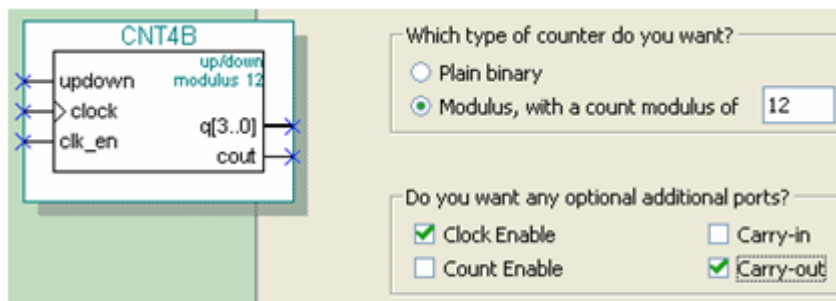 CNT4B
up/down
modulus 12
updown
clock
clk_en
q[3..0]
cout
Which type of counter do you want?
Plain binary
Modulus, with a count modulus of 12
Do you want any optional additional ports?
Clock Enable Carry-in
Count Enable Carry-out